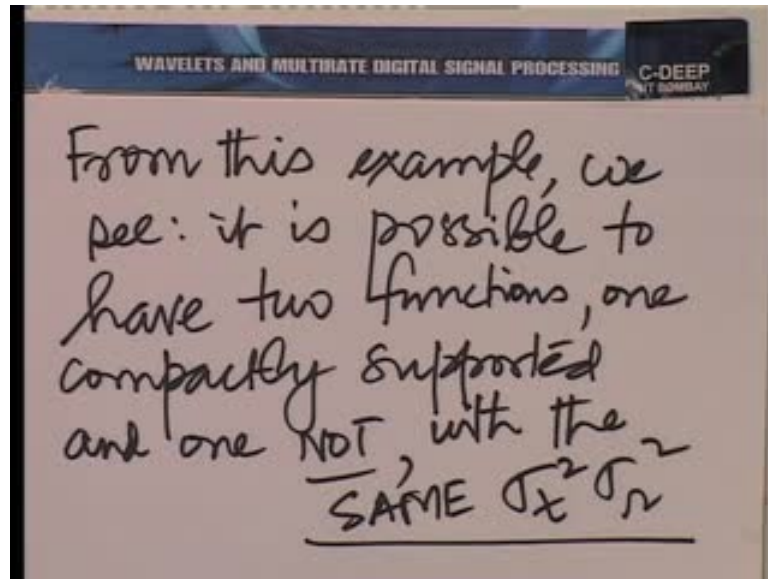 WAVELETS AND MULTIRATE DIGITAL SIGNAL PROCESSING
C-DEEP
IIT BOMBAY
From this example, we
see: it is possible to
have two functions, one
compactly supported
and one NOT, with the
SAME σₜ² σ_Ω²